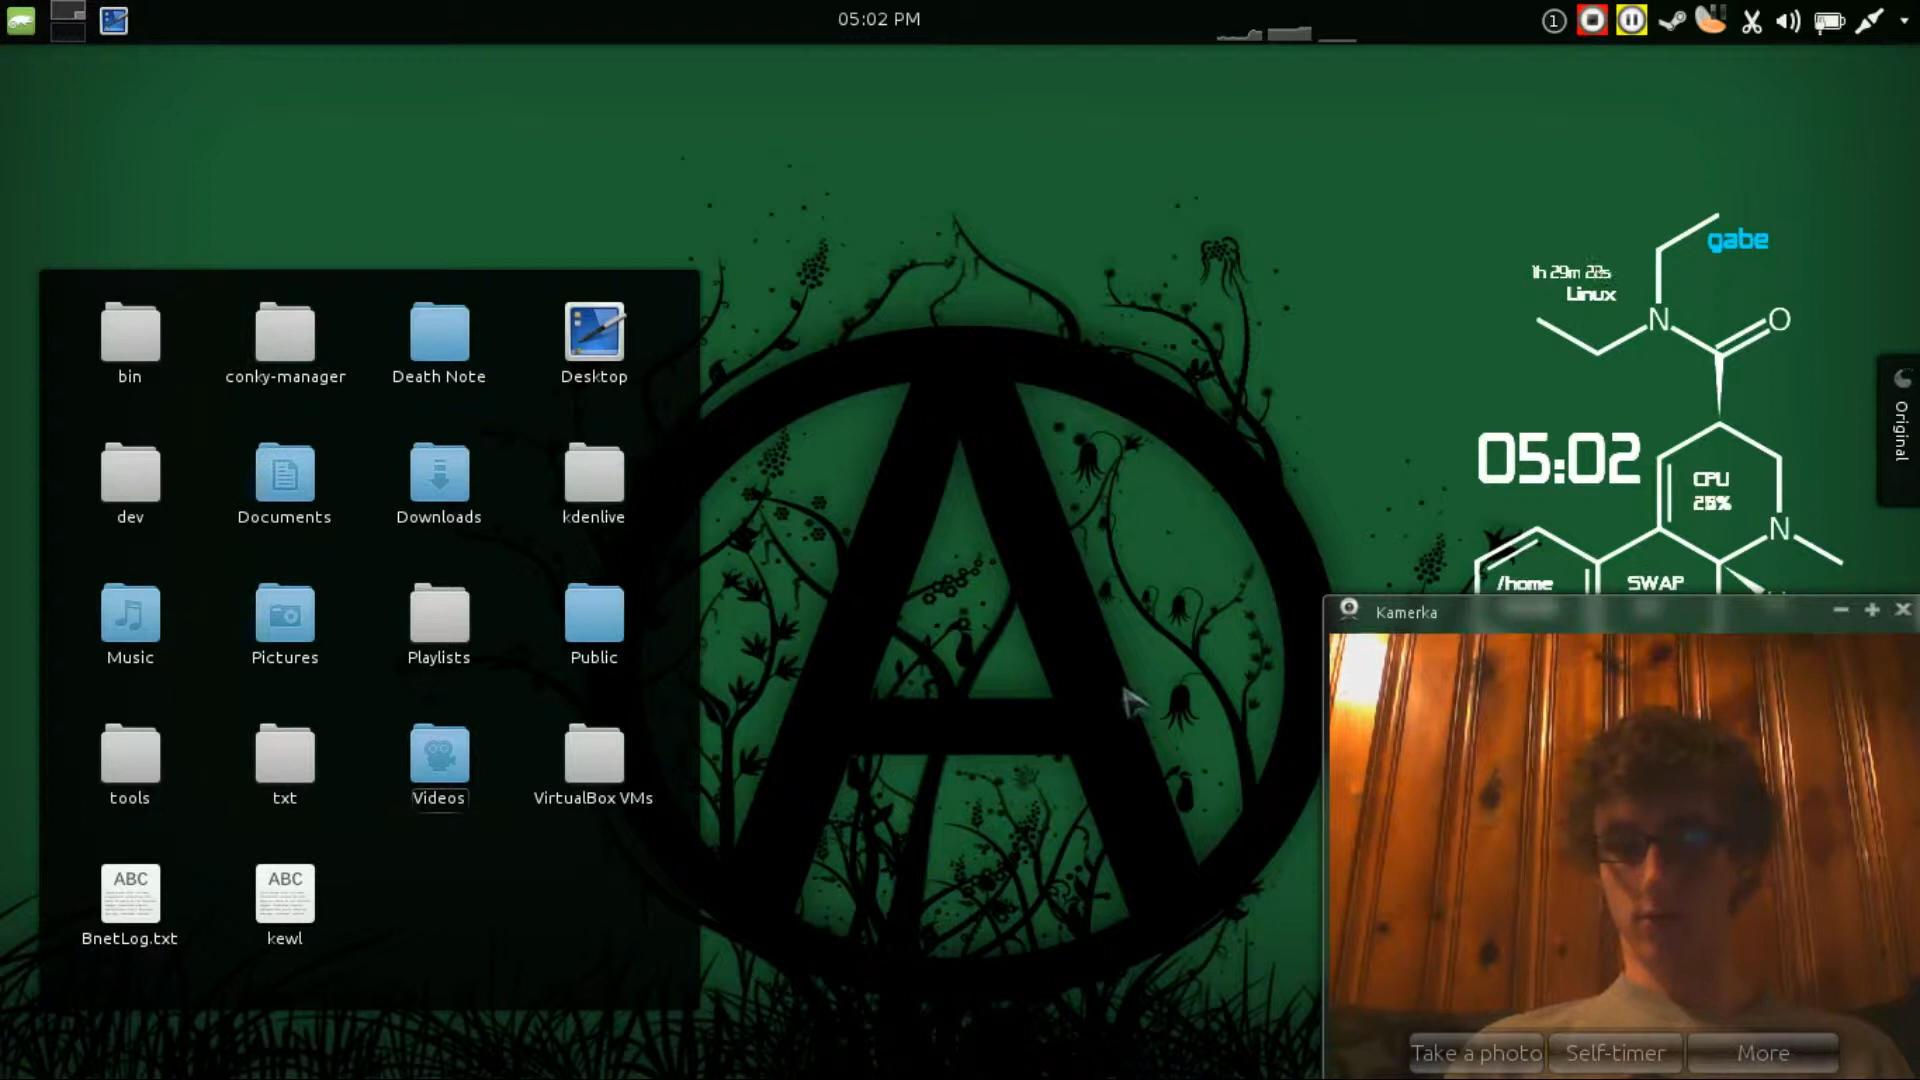 05:02 PM
1
gabe
1h 29m
Linux
N
O
05:02
CPU
N
/home
SWAP
Original
bin
conky-manager
Death Note
Desktop
dev
Documents
Downloads
kdenlive
Music
Pictures
Playlists
Public
tools
txt
Videos
VirtualBox VMs
ABC
ABC
BnetLog.txt
kewl
Kamerka
Take a photo
Self-timer
More